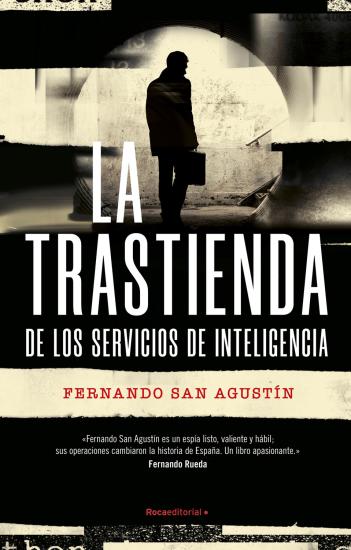 LA
TRASTIENDA
DE LOS SERVICIOS DE INTELIGENCIA
FERNANDO SAN AGUSTÍN
«Fernando San Agustín es un espía listo, valiente y hábil;
sus operaciones cambiaron la historia de España. Un libro apasionante.»
Fernando Rueda
Rocaeditorial